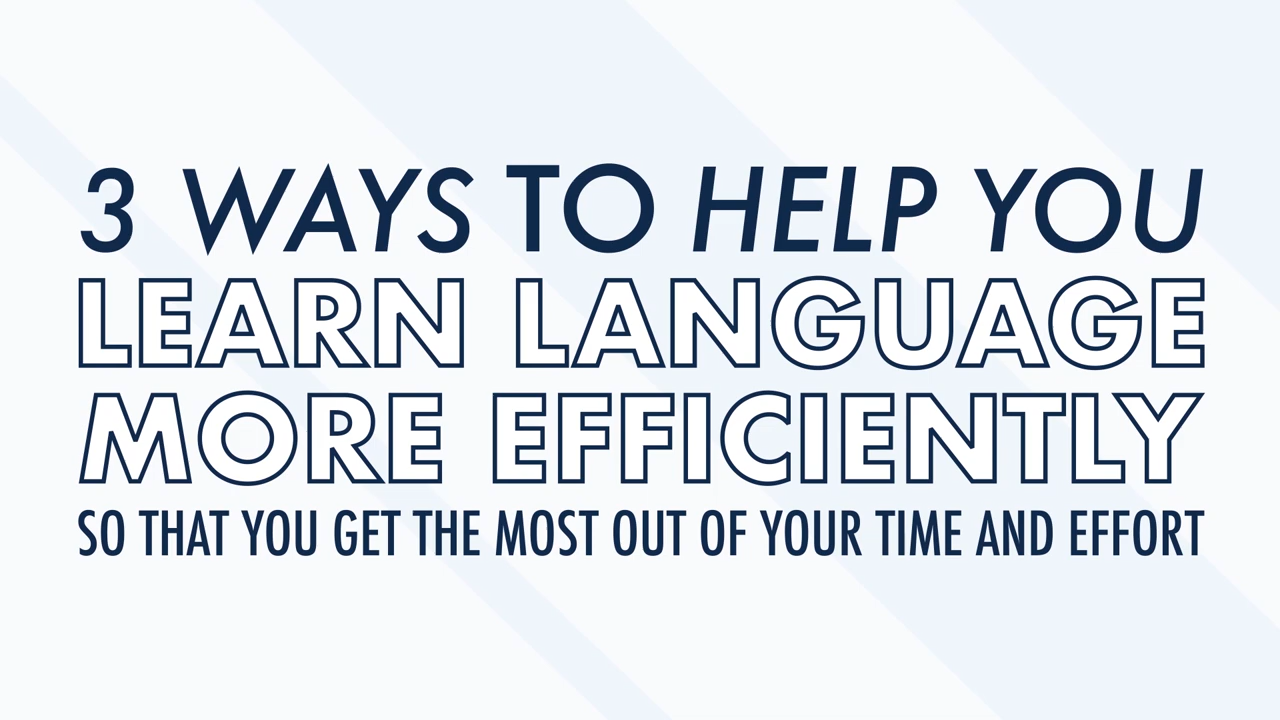 3 WAYS TO HELP YOU
LEARN LANGUAGE
MORE EFFICIENTLY
SO THAT YOU GET THE MOST OUT OF YOUR TIME AND EFFORT